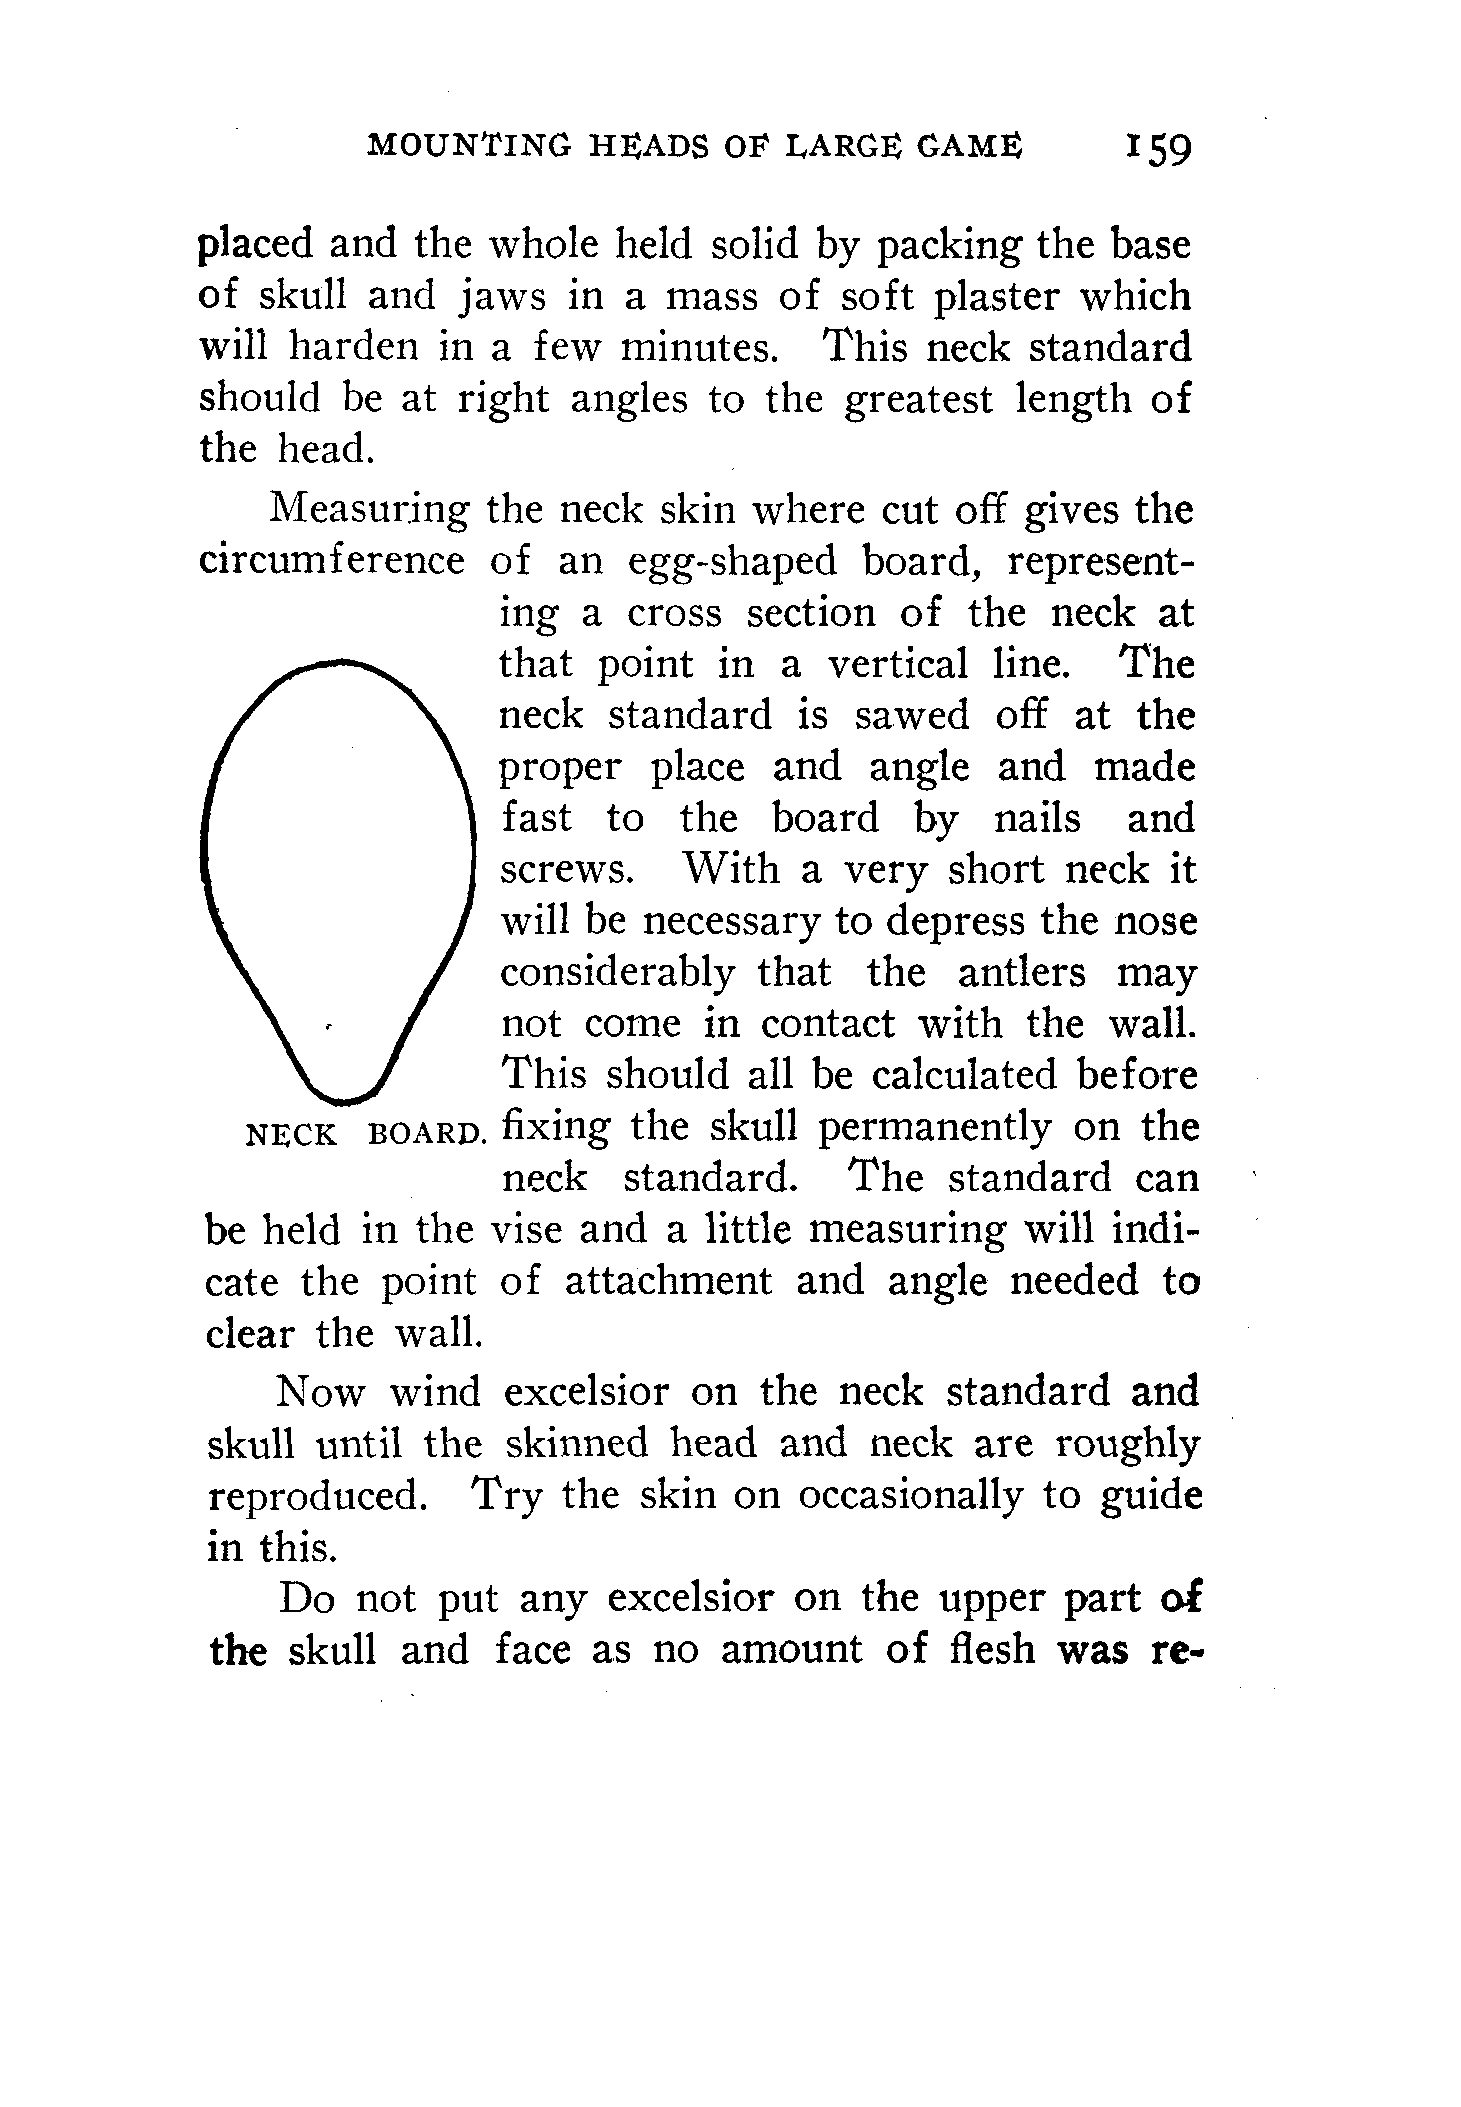 MOUNTING HEADS OF LARGE GAME 159
placed and the whole held solid by packing the base
of skull and jaws in a mass of soft plaster which
will harden in a few minutes. This neck standard
should be at right angles to the greatest length of
the head.
Measuring the neck skin where cut off gives the
circumference of an egg-shaped board, represent-
ing a cross section of the neck at
that point in a vertical line. The
neck standard is sawed off at the
proper place and angle and made
fast to the board by nails and
screws. With a very short neck it
will be necessary to depress the nose
considerably that the antlers may
not come in contact with the wall.
This should all be calculated before
fixing the skull permanently on the
neck standard. The standard can
NECK BOARD.
be held in the vise and a little measuring will indi-
cate the point of attachment and angle needed to
clear the wall.
Now wind excelsior on the neck standard and
skull until the skinned head and neck are roughly
reproduced. Try the skin on occasionally to guide
in this.
Do not put any excelsior on the upper part of
the skull and face as no amount of flesh was re-